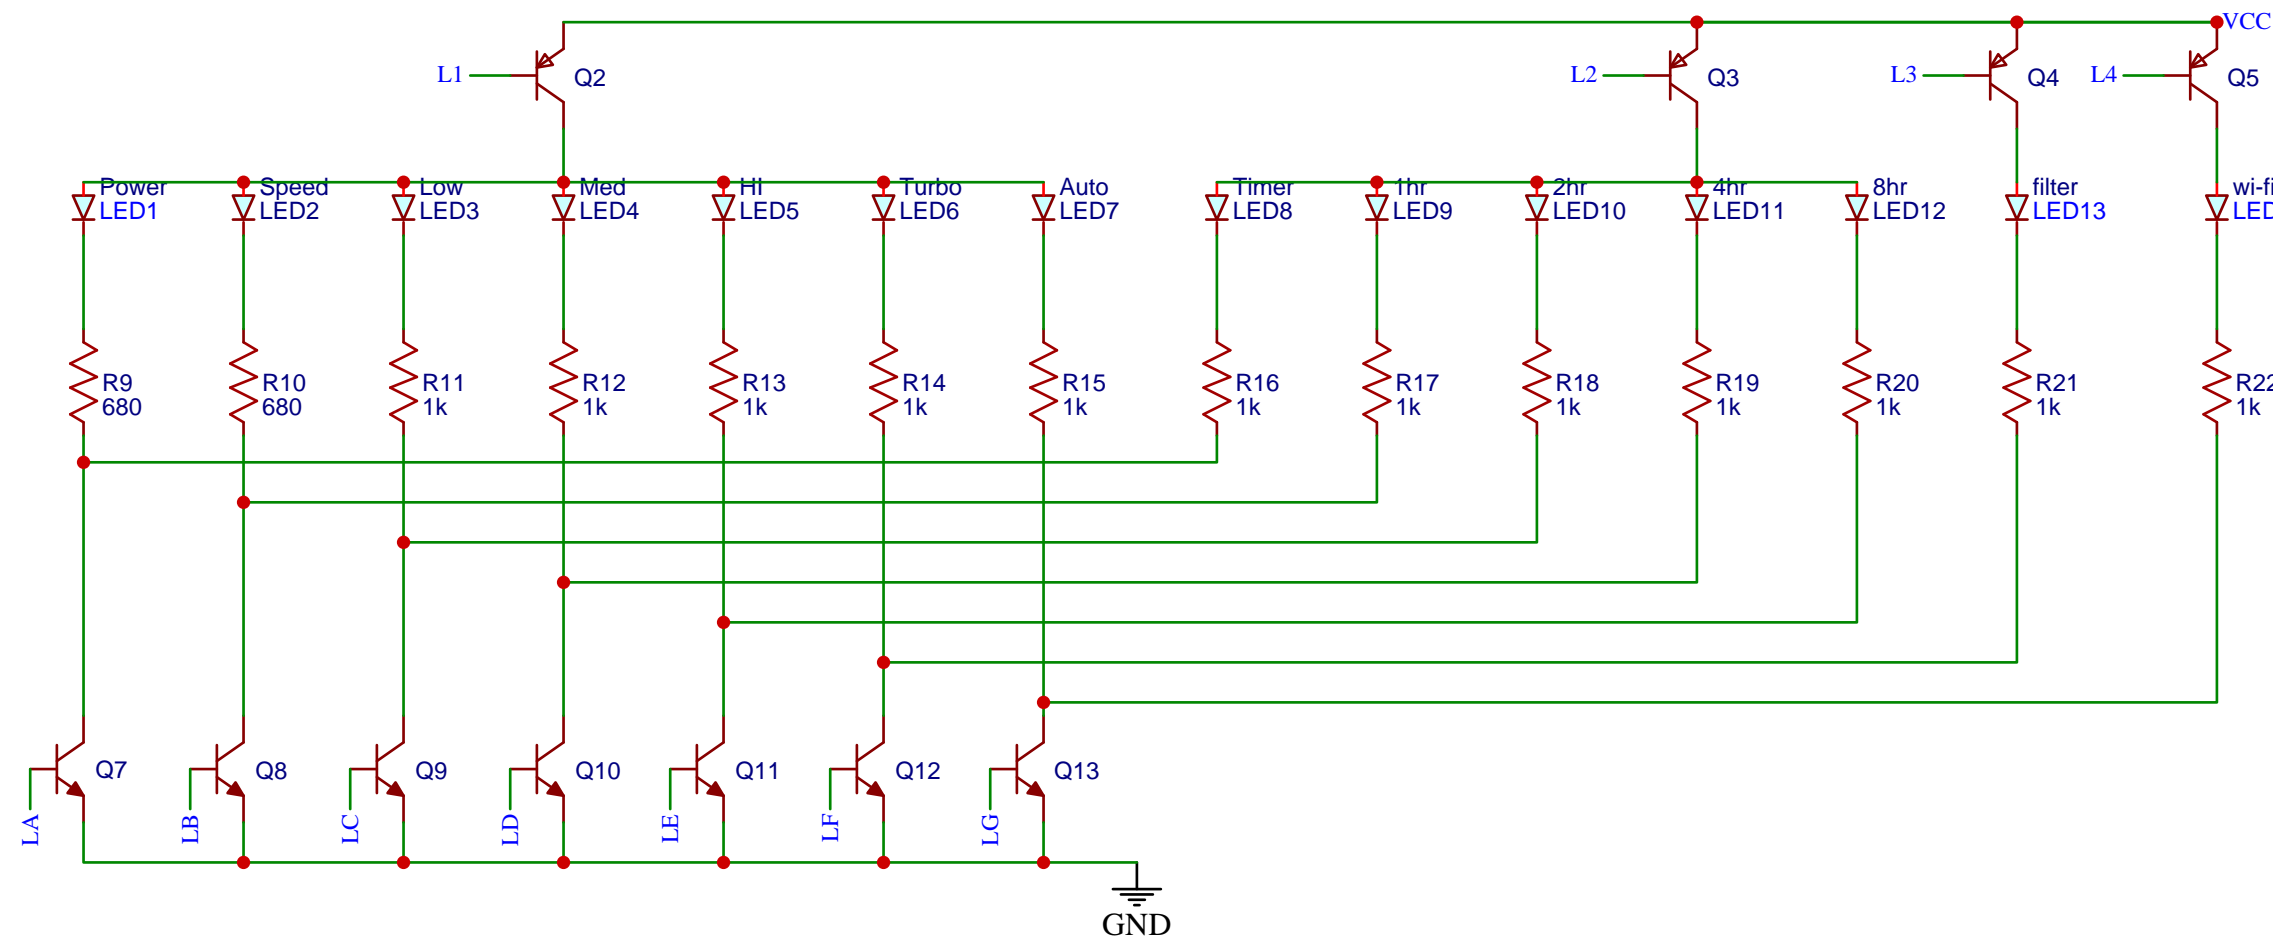 VCC
L1
Q2
L2
Q3
L3
Q4
L4
Q5
Power
LED1
Speed
LED2
Low
LED3
Med
LED4
HI
LED5
Turbo
LED6
Auto
LED7
Timer
LED8
1hr
LED9
2hr
LED10
4hr
LED11
8hr
LED12
filter
LED13
wi-fi
R9
680
R10
680
R11
1k
R12
1k
R13
1k
R14
1k
R15
1k
R16
1k
R17
1k
R18
1k
R19
1k
R20
1k
R21
1k
R22
1k
Q7
Q8
Q9
Q10
Q11
Q12
Q13
LA
LB
LC
LD
LE
LF
LG
GND